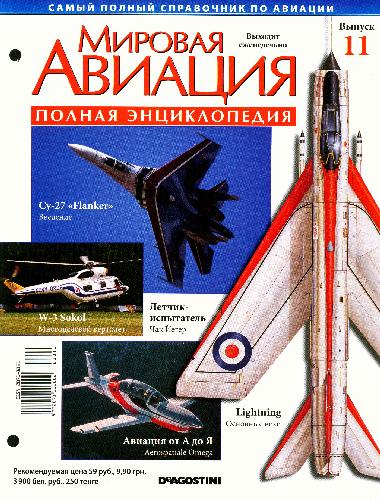 САМЫЙ ПОЛНЫЙ СПРАВОЧНИК ПО АВИАЦИИ
МИРОВАЯ
АВИАЦИЯ
Выходит
еженедельно
Выпуск
11
ПОЛНАЯ ЭНЦИКЛОПЕДИЯ
Су-27 «Flanker»
W-3 Sokol
Многоцелевой вертолет
Летчик-
испытатель
Чак Йегер
Lightning
Авиация от А до Я
Aerospatiale Omega
Рекомендуемая цена 59 руб., 9,90 грн.
3 900 бел. руб., 250 тенге
DEAGOSTINI